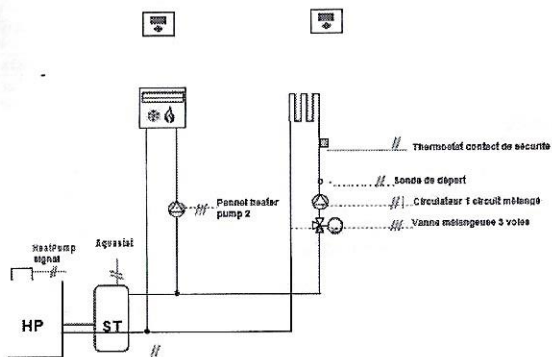 Thermostat contact de sécurité
Sonde de départ
Pennel heater
pump 2
Circulateur 1 circuit mélangé
Vanne mélangeuse 3 voies
HeatPump
signal
Aquastat
HP
ST